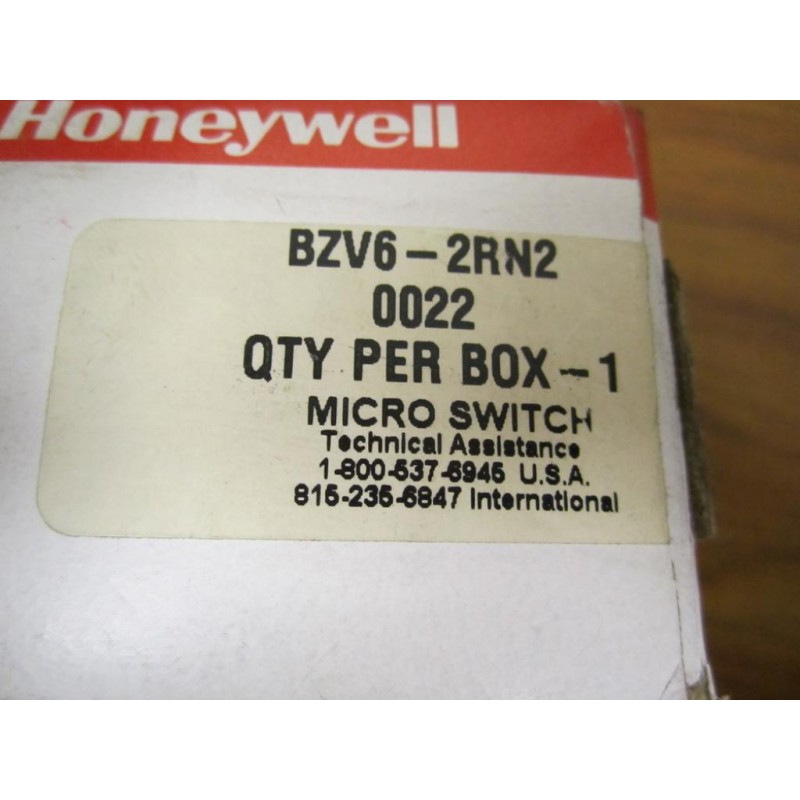 Honeywell
BZV6-2RN2
0022
QTY PER BOX-1
MICRO SWITCH
Technical Assistance
1-800-537-6945 U.S.A.
815-235-6847 International